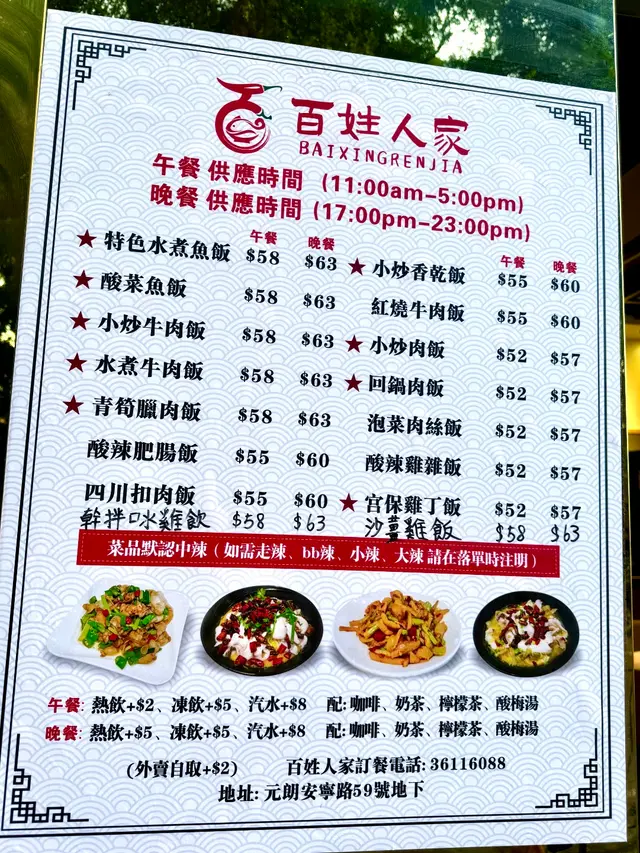 百姓人家
BAIXINGRENJIA
午餐 供應時間 (11:00am-5:00pm)
晚餐 供應時間 (17:00pm-23:00pm)
午餐 晚餐
★ 特色水煮魚飯 $58 $63
★ 酸菜魚飯 $58 $63
★ 小炒牛肉飯 $58 $63
★ 水煮牛肉飯 $58 $63
★ 青筍臘肉飯 $58 $63
酸辣肥腸飯 $55 $60
四川扣肉飯 $55 $60
幹拌口水雞飲 $58 $63
午餐 晚餐
★ 小炒香乾飯 $55 $60
紅燒牛肉飯 $55 $60
★ 小炒肉飯 $52 $57
★ 回鍋肉飯 $52 $57
泡菜肉絲飯 $52 $57
酸辣雞雜飯 $52 $57
★ 宮保雞丁飯 $52 $57
沙薑雞飯 $58 $63
菜品默認中辣（如需走辣、bb辣、小辣、大辣 請在落單時注明）
午餐: 熱飲+$2、凍飲+$5、汽水+$8 配: 咖啡、奶茶、檸檬茶、酸梅湯
晚餐: 熱飲+$5、凍飲+$5、汽水+$8 配: 咖啡、奶茶、檸檬茶、酸梅湯
(外賣自取+$2) 百姓人家訂餐電話: 36116088
地址: 元朗安寧路59號地下